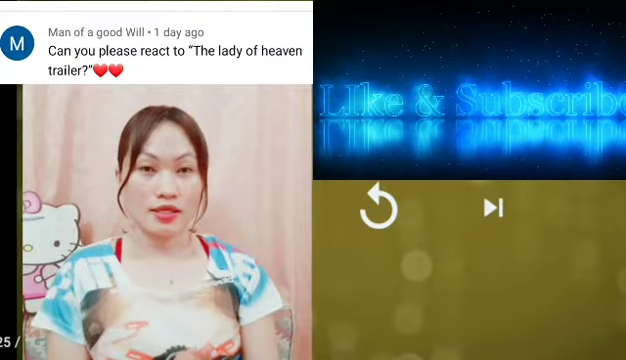 M
Man of a good Will • 1 day ago
Can you please react to “The lady of heaven
trailer?”❤️❤️
LIke & Subscribe
25 /